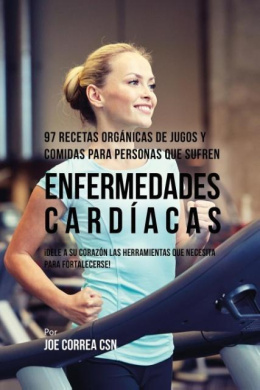 97 RECETAS ORGÁNICAS DE JUGOS Y
COMIDAS PARA PERSONAS QUE SUFREN
ENFERMEDADES
CARDÍACAS
¡DELE A SU CORAZÓN LAS HERRAMIENTAS QUE NECESITA
PARA FORTALECERSE!
Por
JOE CORREA CSN